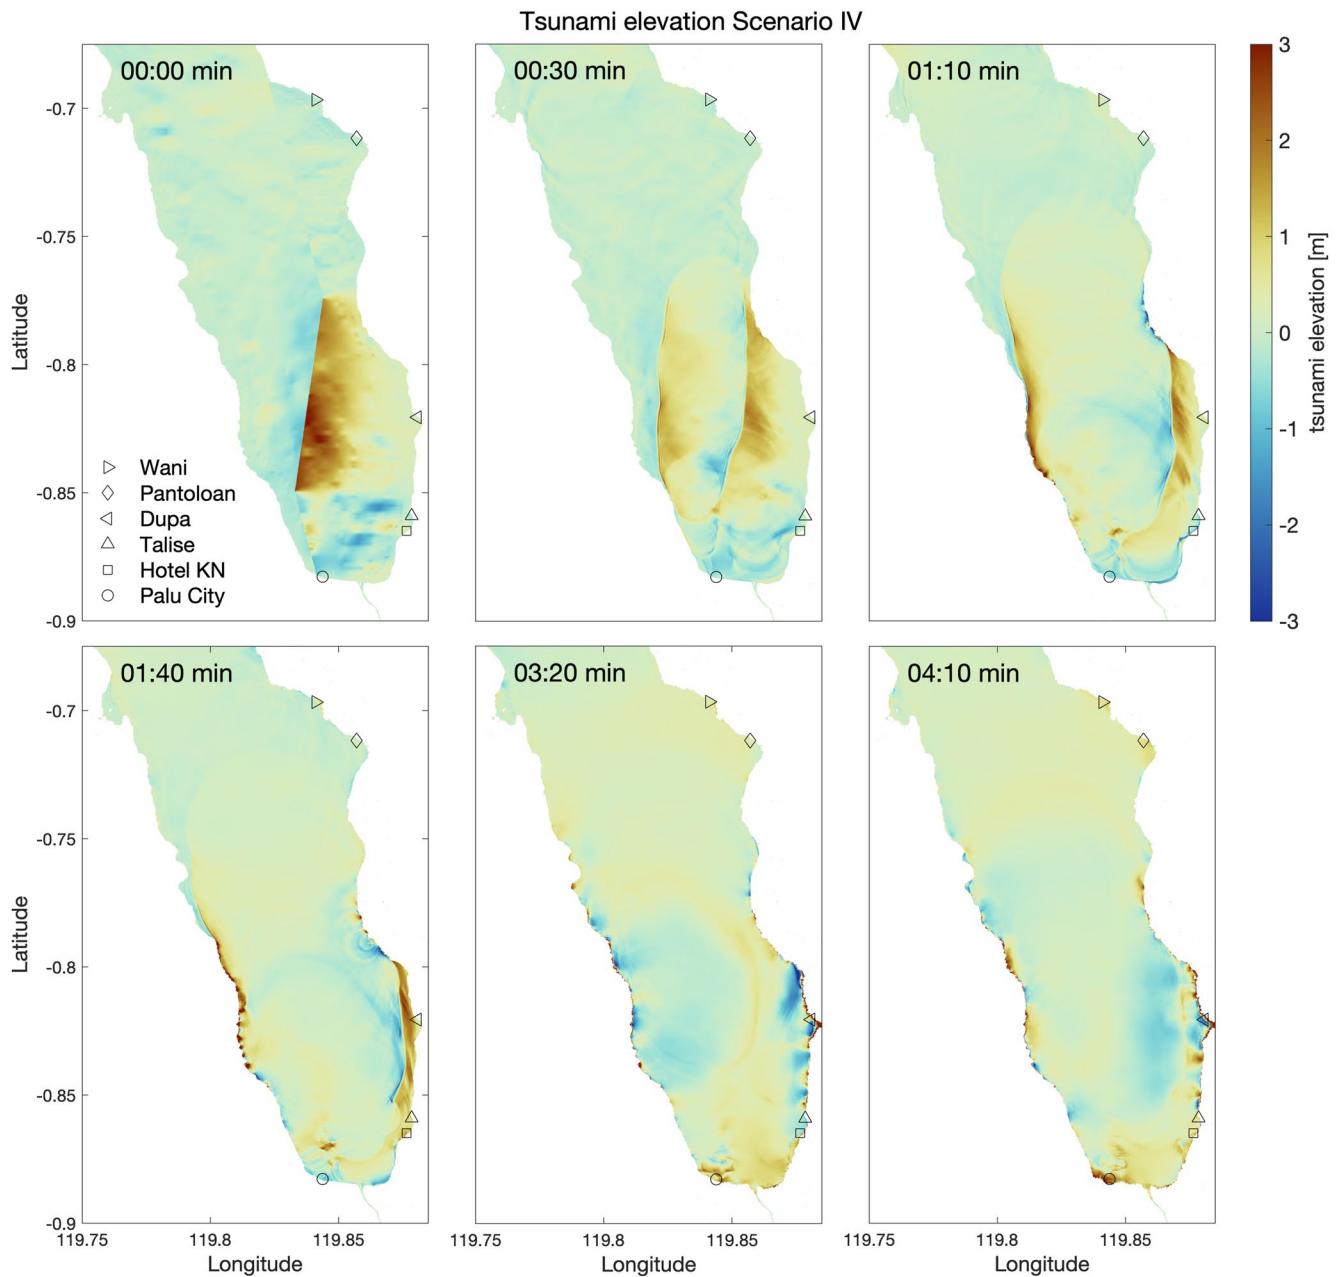 Tsunami elevation Scenario IV
00:00 min
00:30 min
01:10 min
-0.7
-0.75
-0.8
-0.85
-0.9
Latitude
Wani
Pantoloan
Dupa
Talise
Hotel KN
Palu City
3
2
1
0
-1
-2
-3
tsunami elevation [m]
01:40 min
03:20 min
04:10 min
-0.7
-0.75
-0.8
-0.85
-0.9
Latitude
119.75 119.8 119.85
119.75 119.8 119.85
119.75 119.8 119.85
Longitude
Longitude
Longitude